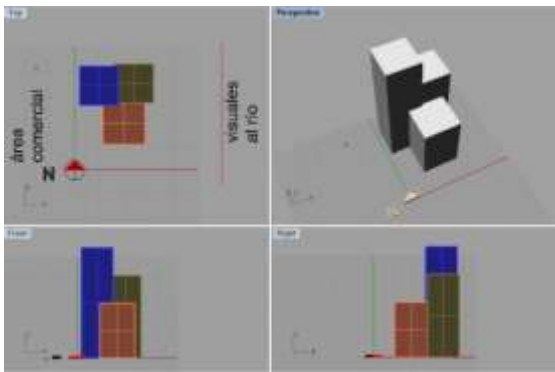 Top
Perspective
área
comercial
visuales
al río
N
Front
Right